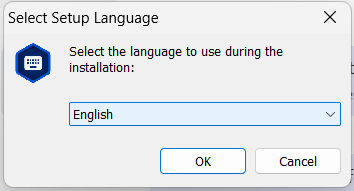 Select Setup Language
Select the language to use during the
installation:
English
OK
Cancel